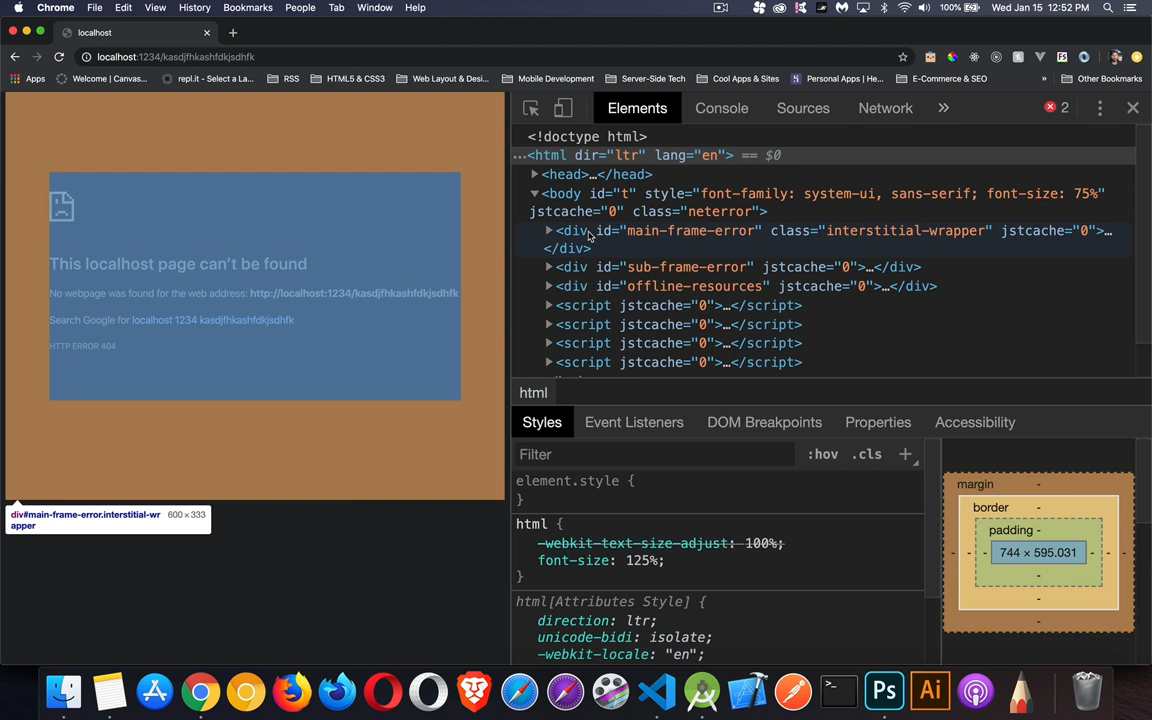 Chrome File Edit View History Bookmarks People Tab Window Help 100% Wed Jan 15 12:52 PM
localhost
localhost:1234/kasdjfhkashfdkjsdhfk
Apps Welcome | Canvas... repl.it - Select a La... RSS HTML5 & CSS3 Web Layout & Desi... Mobile Development Server-Side Tech Cool Apps & Sites Personal Apps | He... E-Commerce & SEO » Other Bookmarks
Elements Console Sources Network » 2
<!doctype html>
...<html dir="ltr" lang="en"> == $0
<head>…</head>
<body id="t" style="font-family: system-ui, sans-serif; font-size: 75%"
jstcache="0" class="neterror">
<div id="main-frame-error" class="interstitial-wrapper" jstcache="0">…
</div>
<div id="sub-frame-error" jstcache="0">…</div>
<div id="offline-resources" jstcache="0">…</div>
<script jstcache="0">…</script>
<script jstcache="0">…</script>
<script jstcache="0">…</script>
<script jstcache="0">…</script>
This localhost page can't be found
No webpage was found for the web address: http://localhost:1234/kasdjfhkashfdkjsdhfk
Search Google for localhost 1234 kasdjfhkashfdkjsdhfk
HTTP ERROR 404
div#main-frame-error.interstitial-wr
apper
600 × 333
html
Styles Event Listeners DOM Breakpoints Properties Accessibility
Filter :hov .cls +
element.style {
}
html {
-webkit-text-size-adjust: 100%;
font-size: 125%;
}
html[Attributes Style] {
direction: ltr;
unicode-bidi: isolate;
-webkit-locale: "en";
margin -
border -
padding -
- - - 744 × 595.031 - - -
-
-
-
Ps Ai